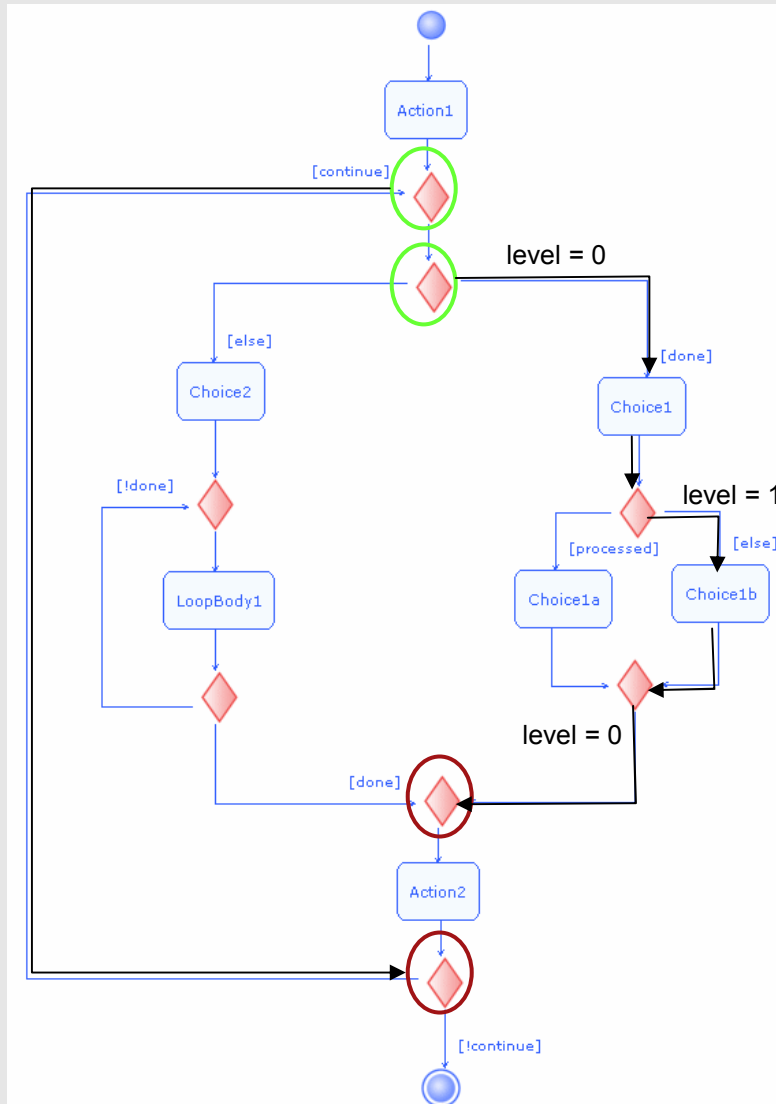 Action1
[continue]
level = 0
[else]
[done]
Choice2
Choice1
[!done]
level = 1
[processed]
[else]
LoopBody1
Choice1a
Choice1b
level = 0
[done]
Action2
[!continue]